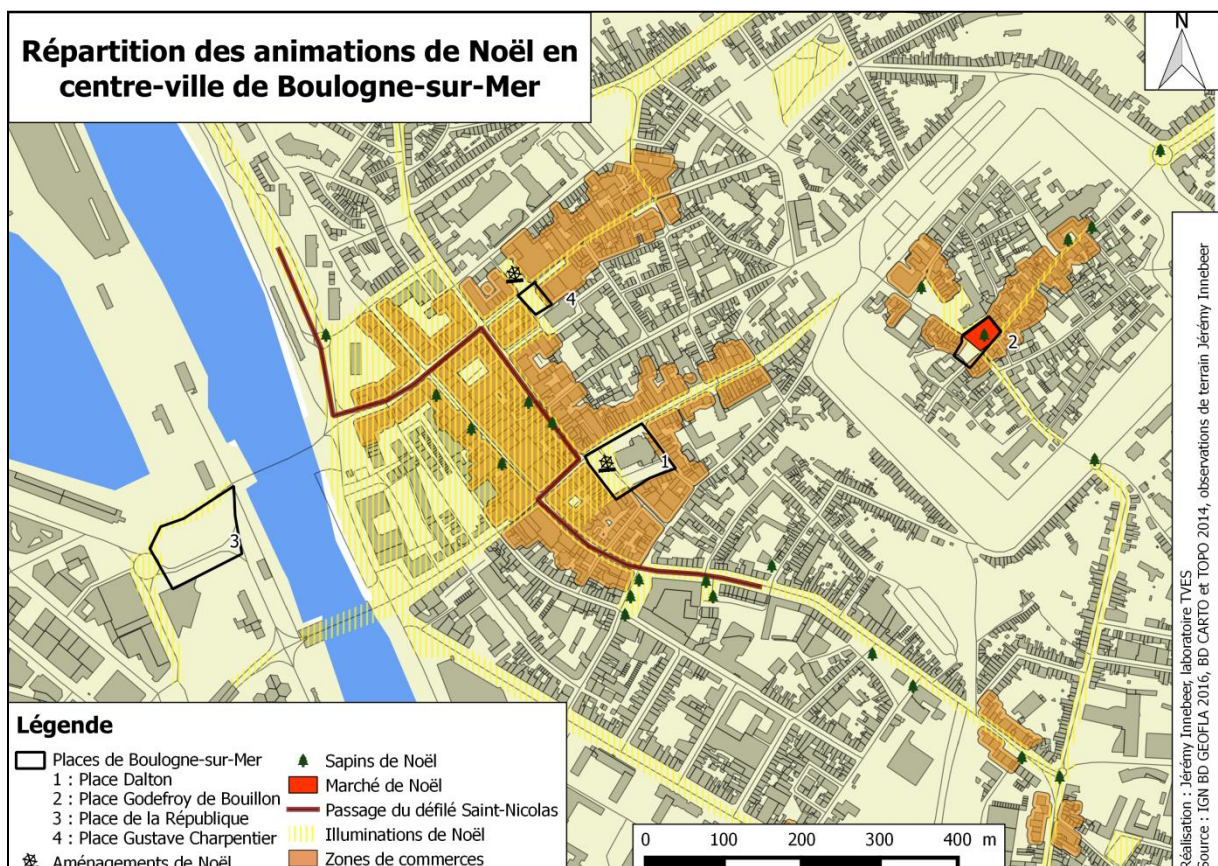 Répartition des animations de Noël en
centre-ville de Boulogne-sur-Mer
N
4
2
1
3
Légende
Places de Boulogne-sur-Mer
1 : Place Dalton
2 : Place Godefroy de Bouillon
3 : Place de la République
4 : Place Gustave Charpentier
Aménagements de Noël
Sapins de Noël
Marché de Noël
Passage du défilé Saint-Nicolas
Illuminations de Noël
Zones de commerces
0 100 200 300 400 m
Réalisation : Jérémy Innebeer, laboratoire TVES
Source : IGN BD GEOFLA 2016, BD CARTO et TOPO 2014, observations de terrain Jérémy Innebeer